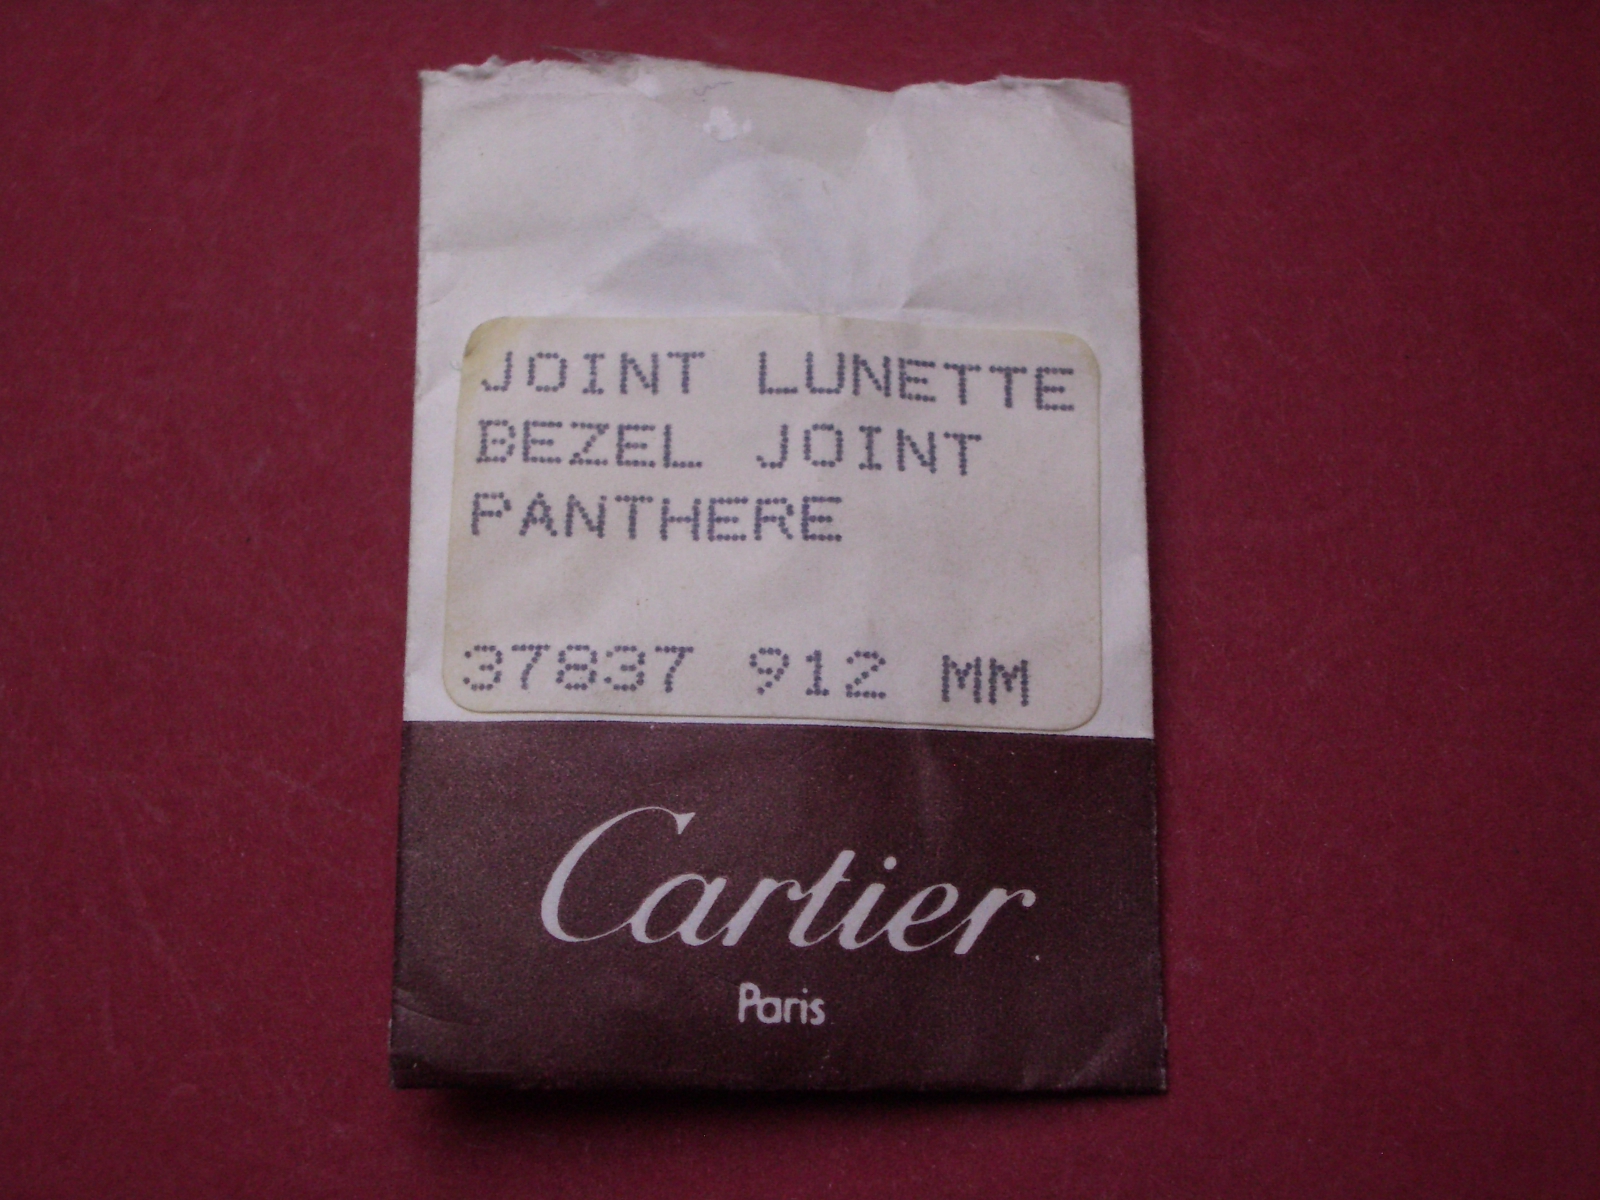 JOINT LUNETTE
BEZEL JOINT
PANTHERE
37837 912 MM
Cartier
Paris